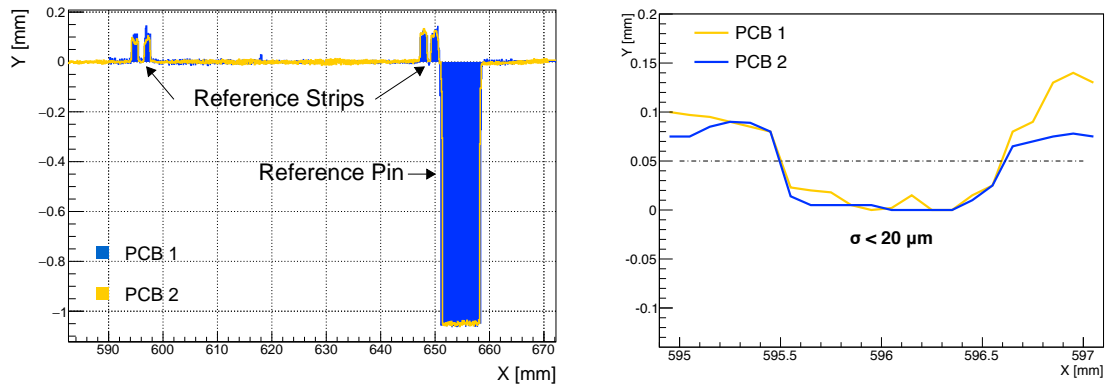 Y [mm]
0.2
0
−0.2
−0.4
−0.6
−0.8
−1
Reference Strips
Reference Pin
PCB 1
PCB 2
590 600 610 620 630 640 650 660 670
X [mm]
Y [mm]
0.2
0.15
0.1
0.05
0
−0.05
−0.1
PCB 1
PCB 2
σ < 20 μm
595 595.5 596 596.5 597
X [mm]